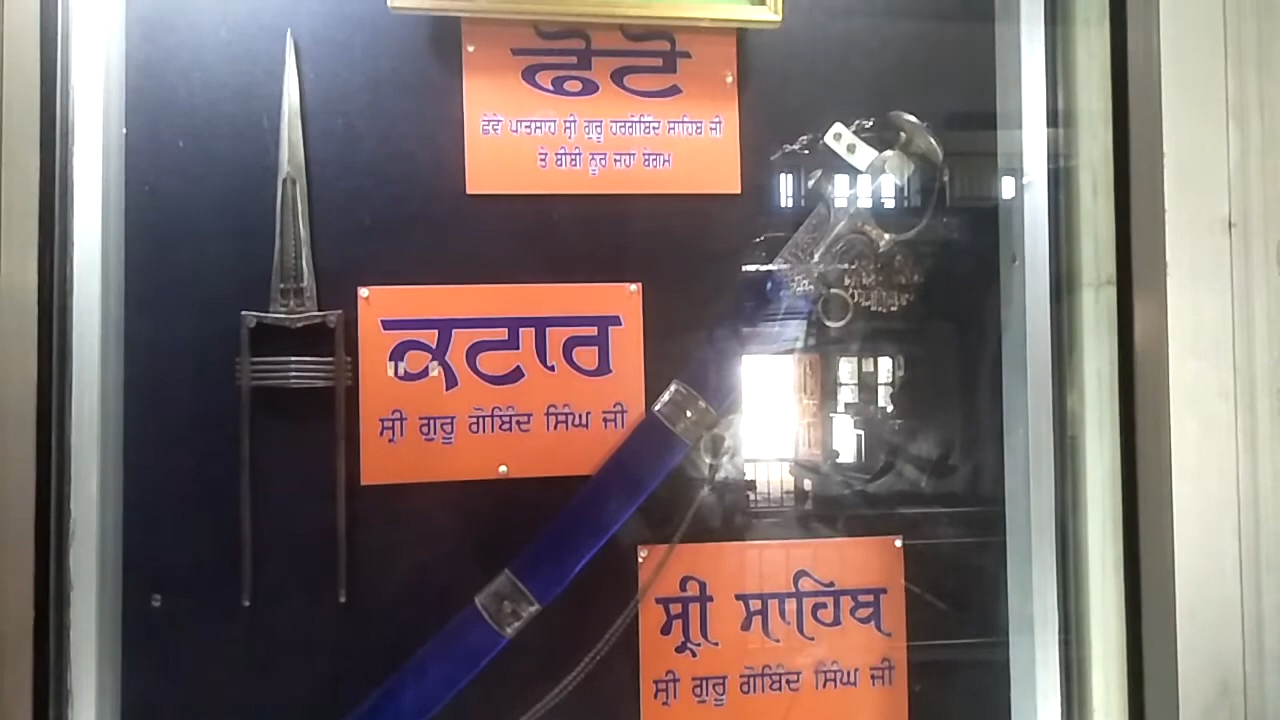 ਫੋਟੋ
ਛੇਵੇਂ ਪਾਤਸਾਹ ਸ੍ਰੀ ਗੁਰੂ ਹਰਗੋਬਿੰਦ ਸਾਹਿਬ ਜੀ
ਤੇ ਬੀਬੀ ਨੂਰ ਜਹਾਂ ਬੇਗਮ
ਕਟਾਰ
ਸ੍ਰੀ ਗੁਰੂ ਗੋਬਿੰਦ ਸਿੰਘ ਜੀ
ਸ੍ਰੀ ਸਾਹਿਬ
ਸ੍ਰੀ ਗੁਰੂ ਗੋਬਿੰਦ ਸਿੰਘ ਜੀ